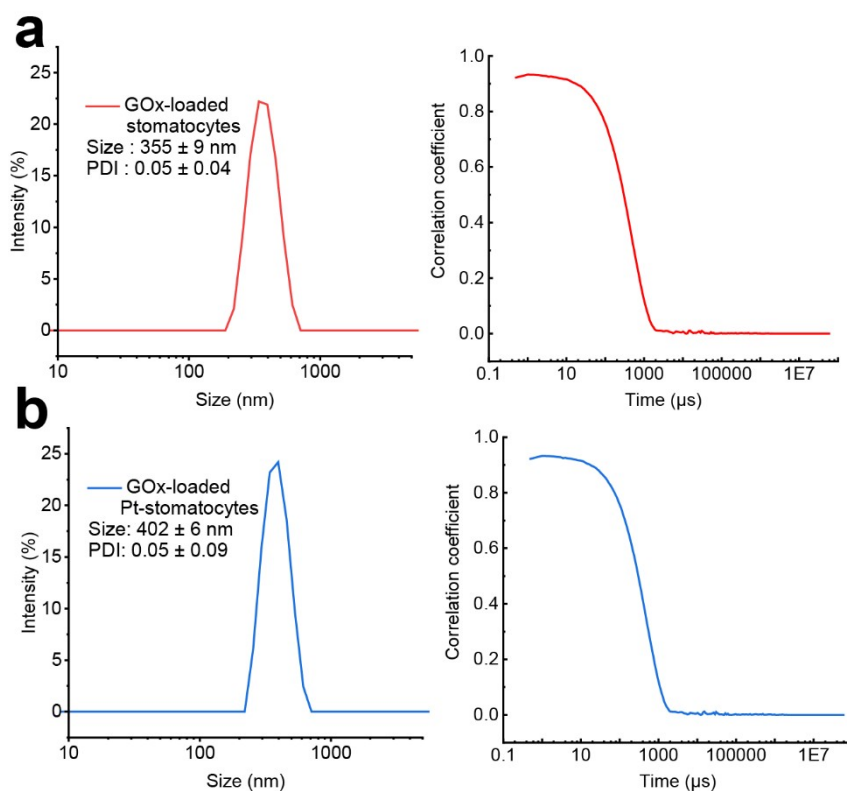 a
25
20
15
10
5
0
Intensity (%)
GOx-loaded
stomatocytes
Size : 355 ± 9 nm
PDI : 0.05 ± 0.04
10 100 1000
Size (nm)
1.0
0.8
0.6
0.4
0.2
0.0
Correlation coefficient
0.1 10 1000 100000 1E7
Time (µs)
b
25
20
15
10
5
0
Intensity (%)
GOx-loaded
Pt-stomatocytes
Size: 402 ± 6 nm
PDI: 0.05 ± 0.09
10 100 1000
Size (nm)
1.0
0.8
0.6
0.4
0.2
0.0
Correlation coefficient
0.1 10 1000 100000 1E7
Time (µs)